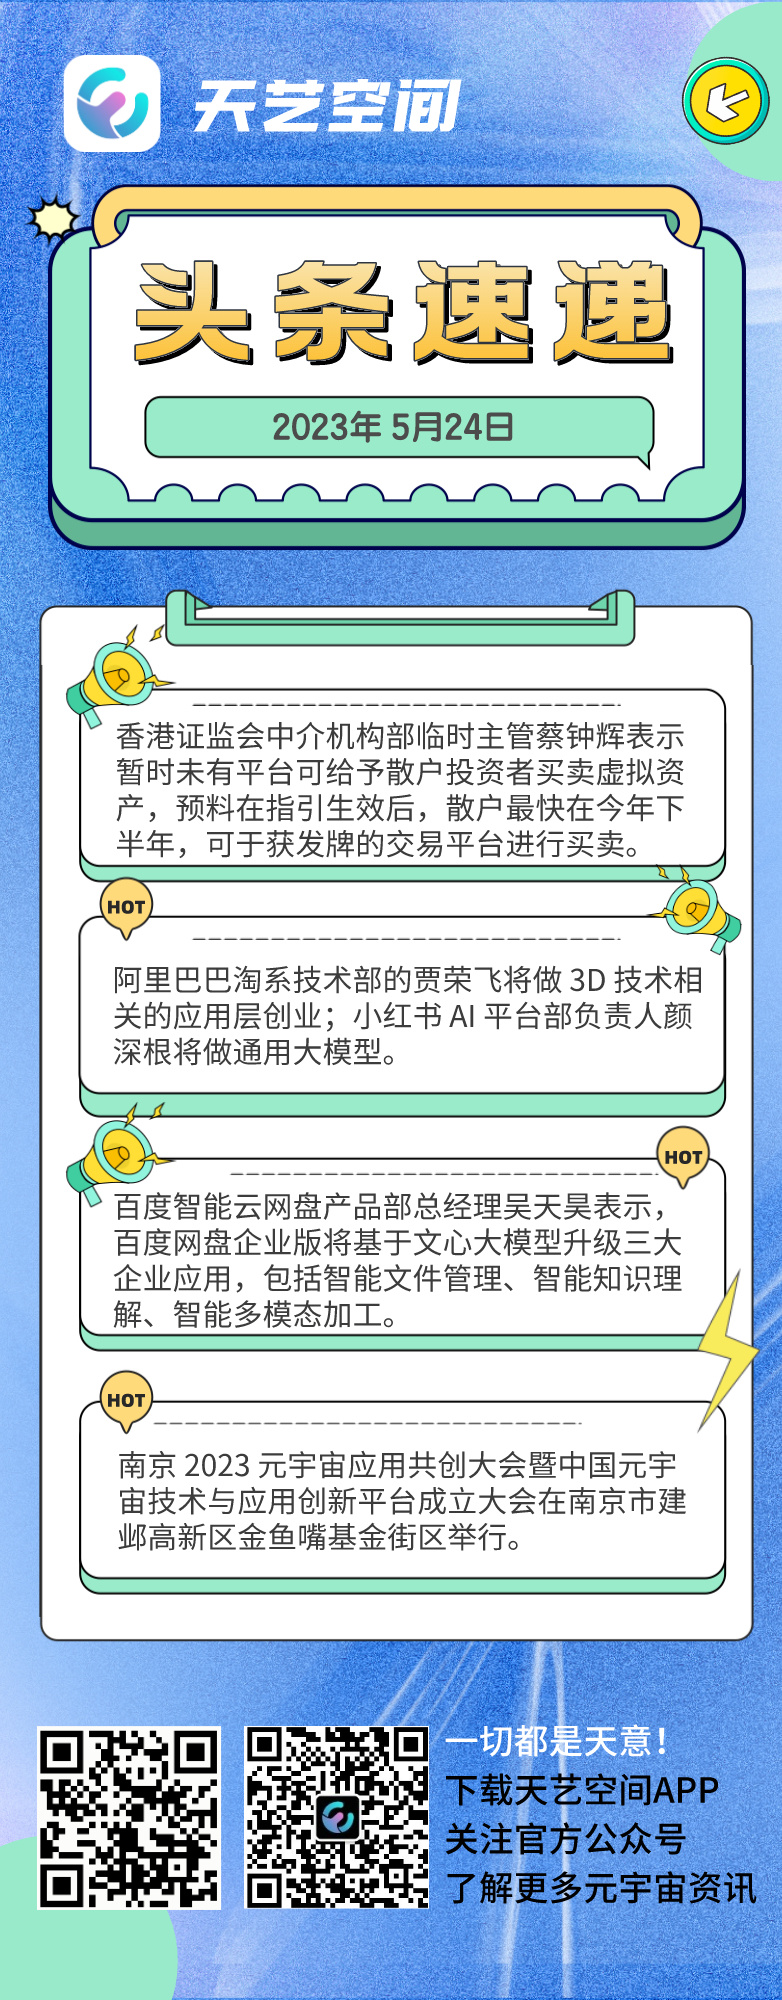 天艺空间
头条速递
2023年 5月24日
香港证监会中介机构部临时主管蔡钟辉表示
暂时未有平台可给予散户投资者买卖虚拟资
产，预料在指引生效后，散户最快在今年下
半年，可于获发牌的交易平台进行买卖。
HOT
阿里巴巴淘系技术部的贾荣飞将做 3D 技术相
关的应用层创业；小红书 AI 平台部负责人颜
深根将做通用大模型。
HOT
百度智能云网盘产品部总经理吴天昊表示，
百度网盘企业版将基于文心大模型升级三大
企业应用，包括智能文件管理、智能知识理
解、智能多模态加工。
HOT
南京 2023 元宇宙应用共创大会暨中国元宇
宙技术与应用创新平台成立大会在南京市建
邺高新区金鱼嘴基金街区举行。
一切都是天意！
下载天艺空间APP
关注官方公众号
了解更多元宇宙资讯